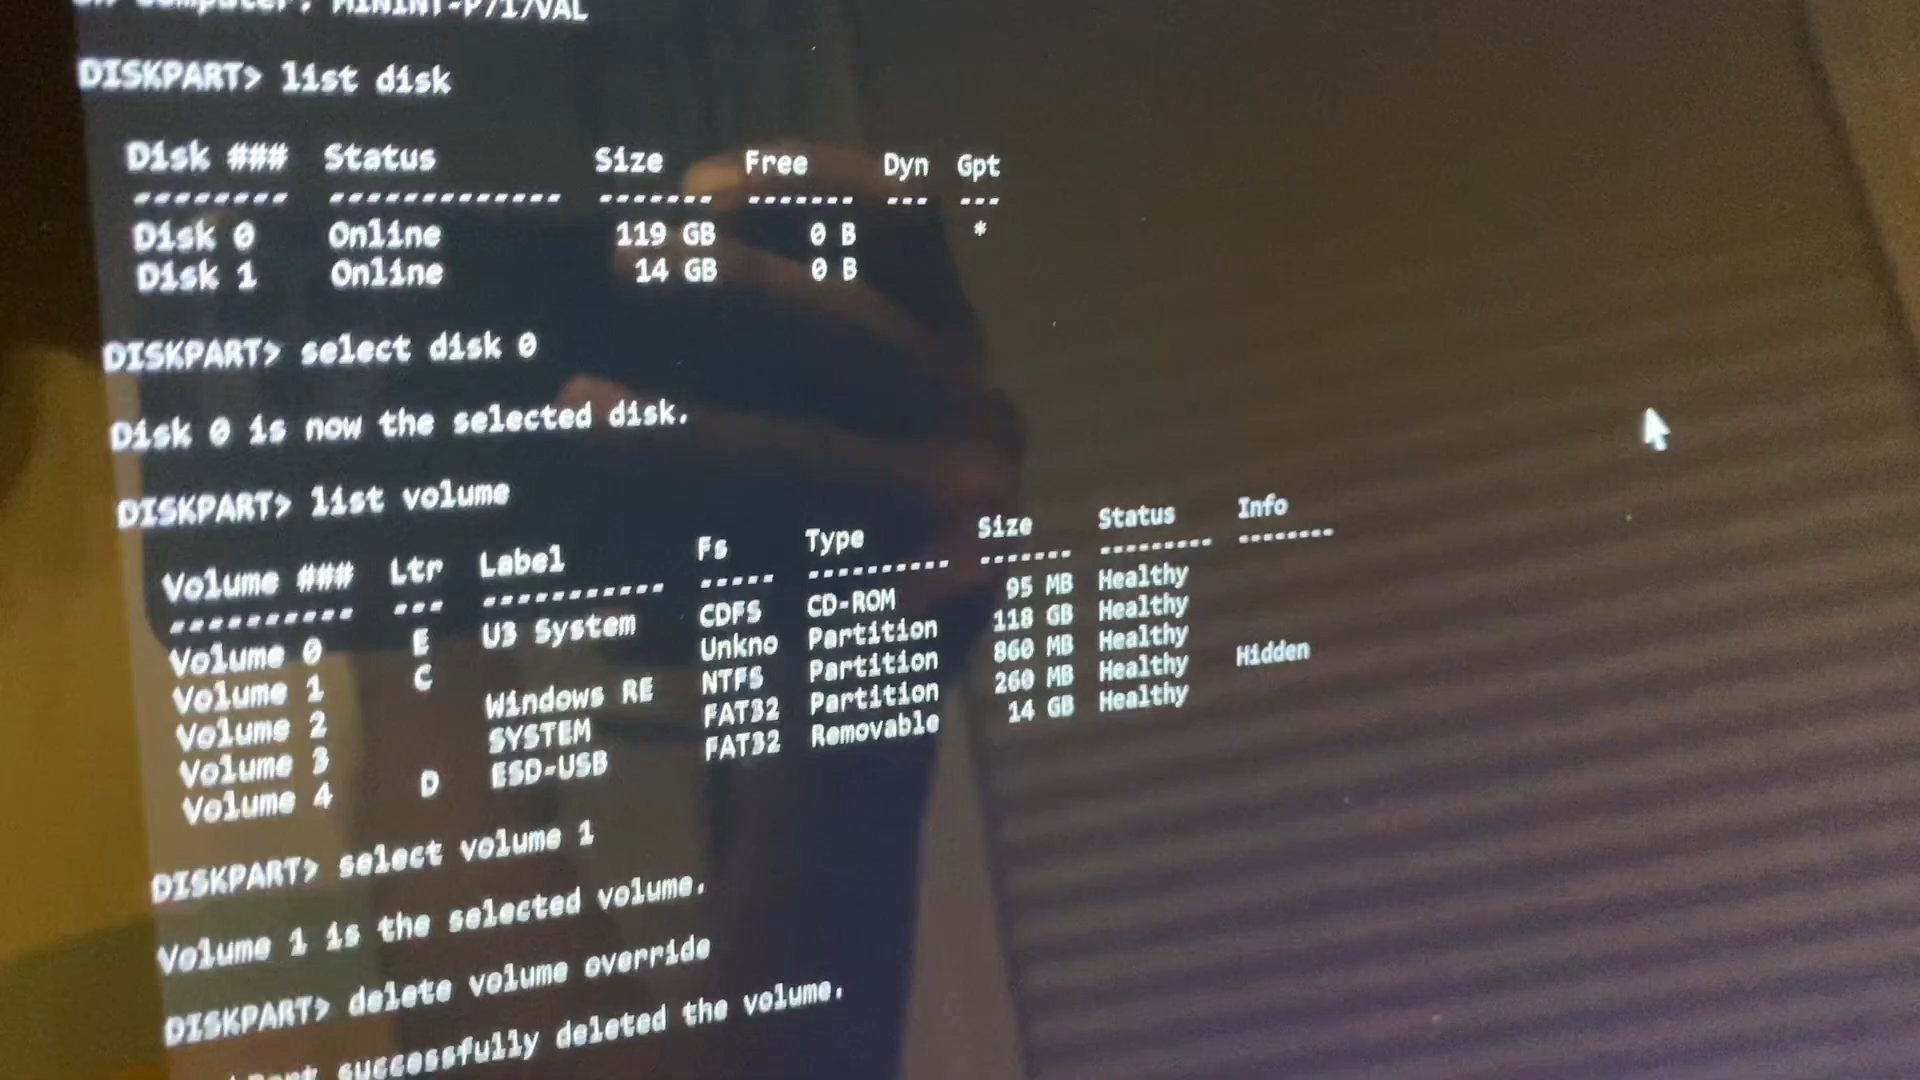 On computer: MININT-P717VAL
DISKPART> list disk
Disk ### Status Size Free Dyn Gpt
-------- ------------- ------- ------- --- ---
Disk 0 Online 119 GB 0 B *
Disk 1 Online 14 GB 0 B
DISKPART> select disk 0
Disk 0 is now the selected disk.
DISKPART> list volume
Volume ### Ltr Label Fs Type Size Status Info
---------- --- ----------- ----- ---------- ------- --------- --------
Volume 0 E U3 System CDFS CD-ROM 95 MB Healthy
Volume 1 C Unkno Partition 118 GB Healthy
Volume 2 Windows RE NTFS Partition 860 MB Healthy
Volume 3 SYSTEM FAT32 Partition 260 MB Healthy Hidden
Volume 4 D ESD-USB FAT32 Removable 14 GB Healthy
DISKPART> select volume 1
Volume 1 is the selected volume.
DISKPART> delete volume override
successfully deleted the volume.